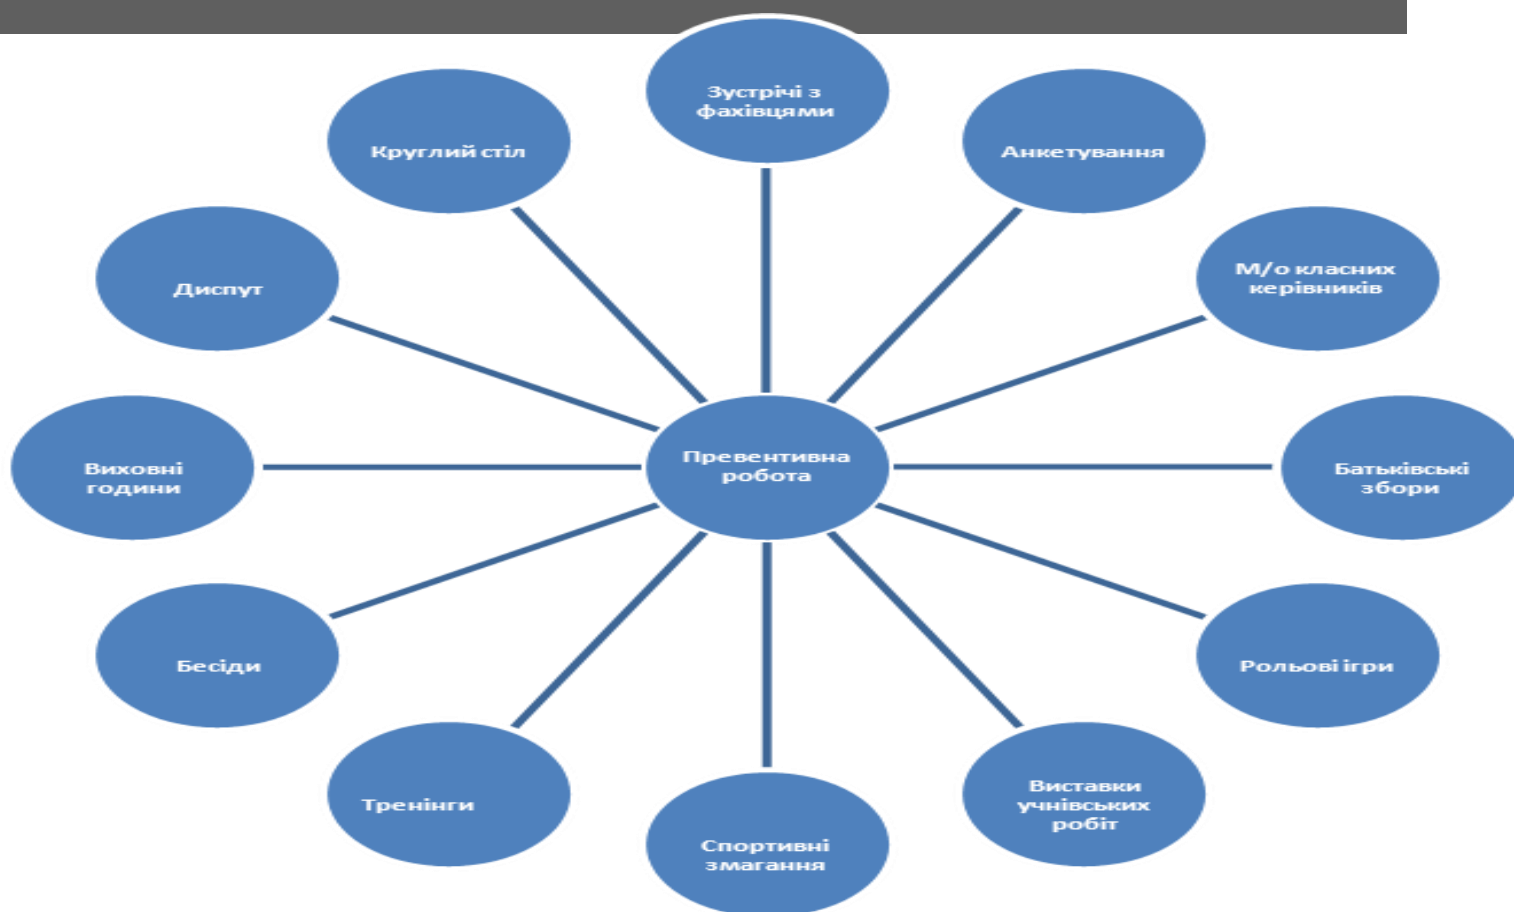 Зустрічі з
фахівцями
Круглий стіл
Анкетування
М/о класних
керівників
Диспут
Превентивна
робота
Виховні
години
Батьківські
збори
Бесіди
Рольові ігри
Тренінги
Виставки
учнівських
робіт
Спортивні
змагання